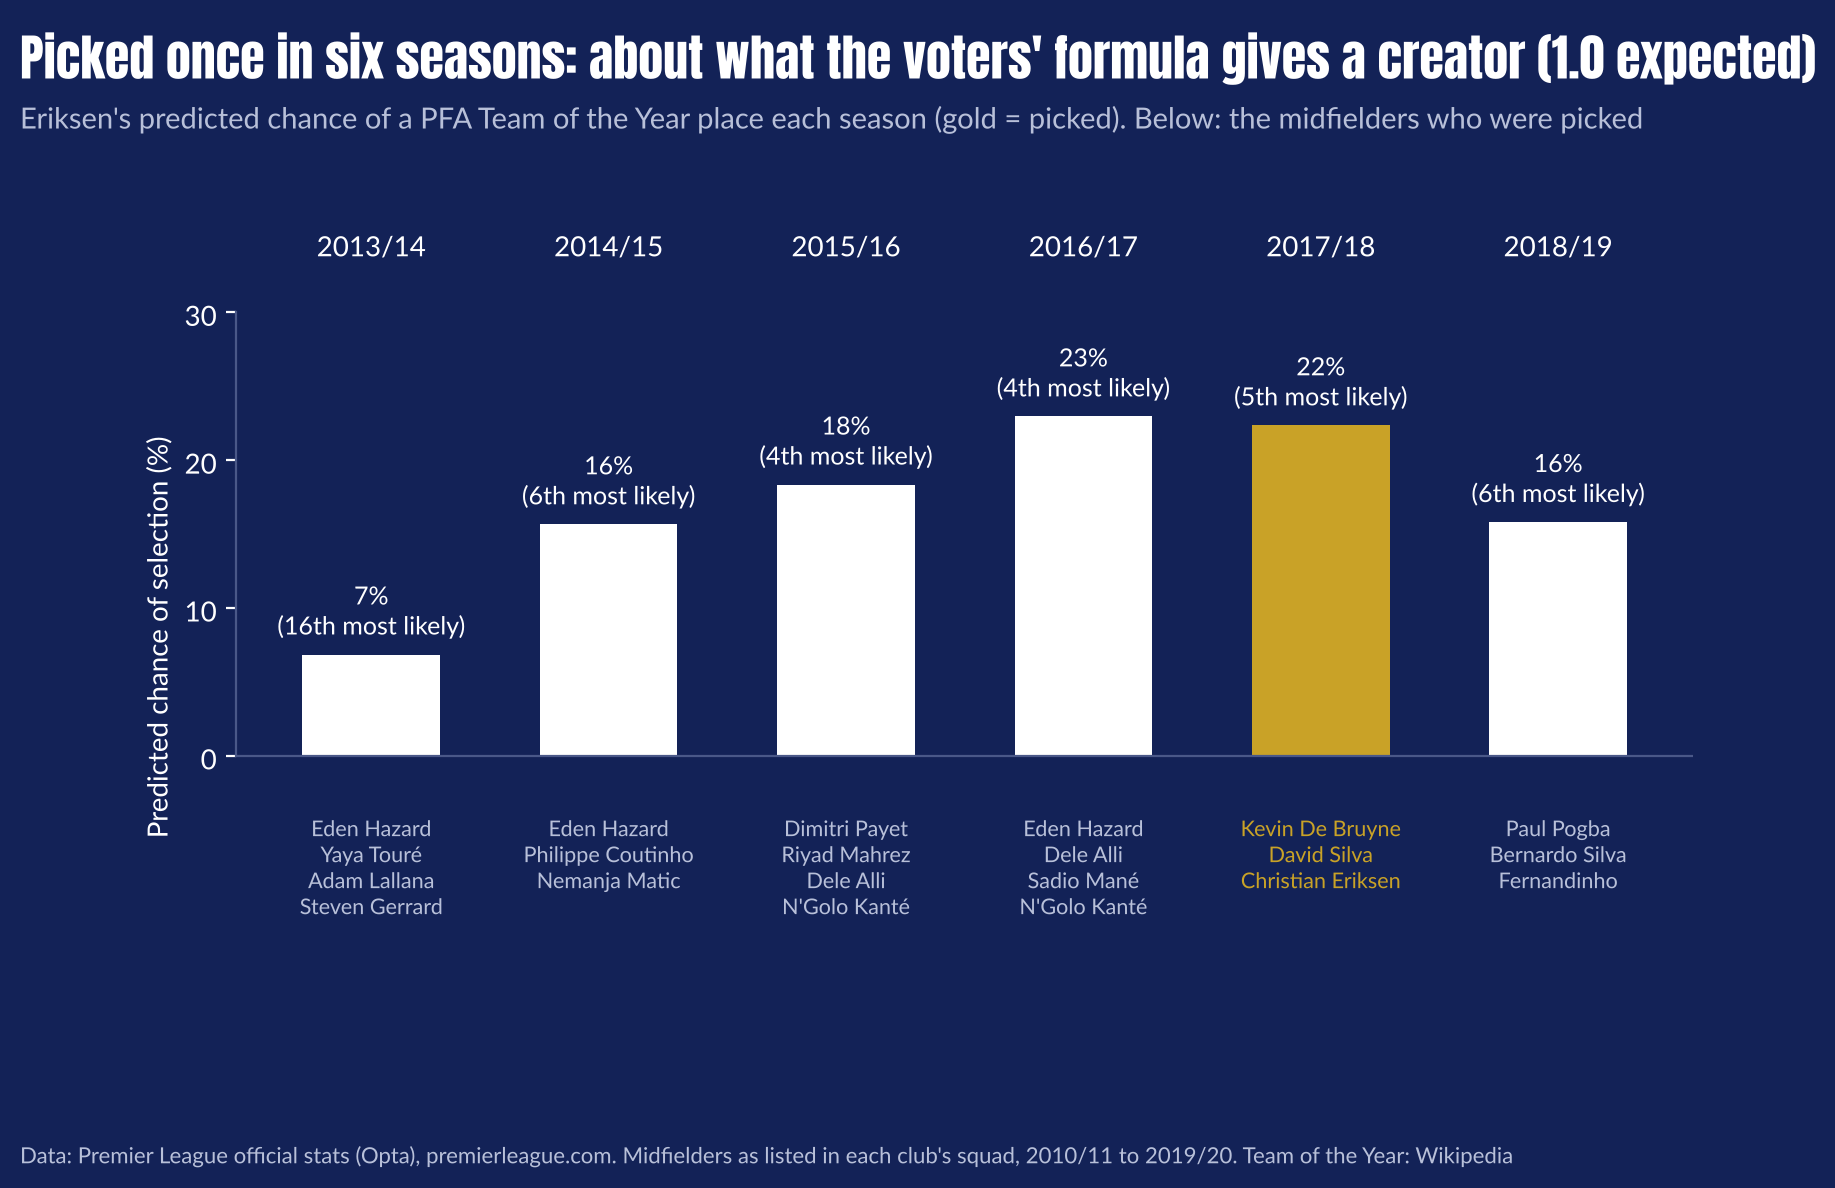 Picked once in six seasons: about what the voters' formula gives a creator (1.0 expected)
Eriksen's predicted chance of a PFA Team of the Year place each season (gold = picked). Below: the midfielders who were picked
2013/14
2014/15
2015/16
2016/17
2017/18
2018/19
Predicted chance of selection (%)
30
20
10
0
7%
(16th most likely)
16%
(6th most likely)
18%
(4th most likely)
23%
(4th most likely)
22%
(5th most likely)
16%
(6th most likely)
Eden Hazard
Yaya Touré
Adam Lallana
Steven Gerrard
Eden Hazard
Philippe Coutinho
Nemanja Matic
Dimitri Payet
Riyad Mahrez
Dele Alli
N'Golo Kanté
Eden Hazard
Dele Alli
Sadio Mané
N'Golo Kanté
Kevin De Bruyne
David Silva
Christian Eriksen
Paul Pogba
Bernardo Silva
Fernandinho
Data: Premier League official stats (Opta), premierleague.com. Midfielders as listed in each club's squad, 2010/11 to 2019/20. Team of the Year: Wikipedia